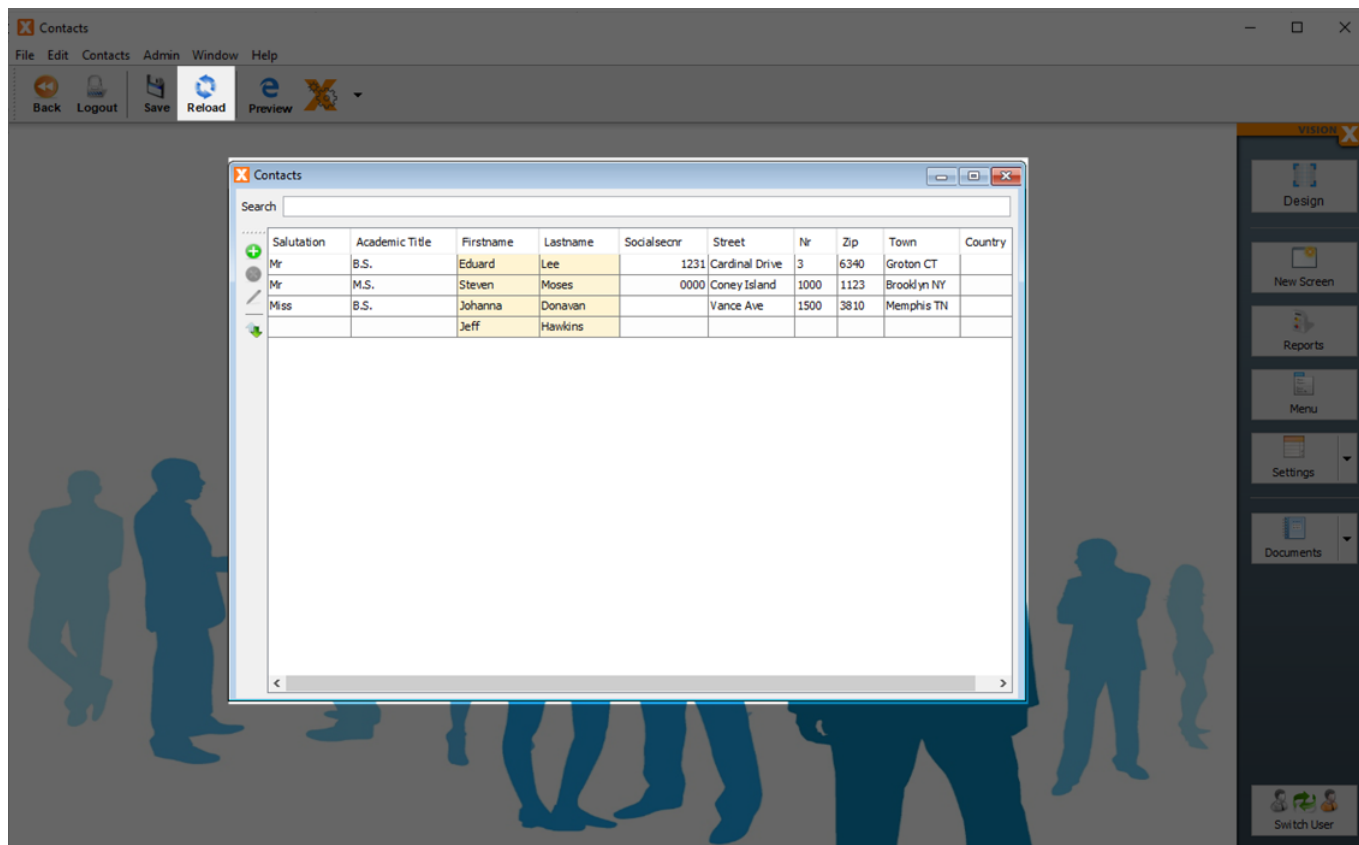 Contacts
File Edit Contacts Admin Window Help
Back Logout Save Reload Preview
VISION X
Contacts
Search
Salutation Academic Title Firstname Lastname Socialsecnr Street Nr Zip Town Country
Mr B.S. Eduard Lee 1231 Cardinal Drive 3 6340 Groton CT
Mr M.S. Steven Moses 0000 Coney Island 1000 1123 Brooklyn NY
Miss B.S. Johanna Donavan Vance Ave 1500 3810 Memphis TN
Jeff Hawkins
Design
New Screen
Reports
Menu
Settings
Documents
Switch User